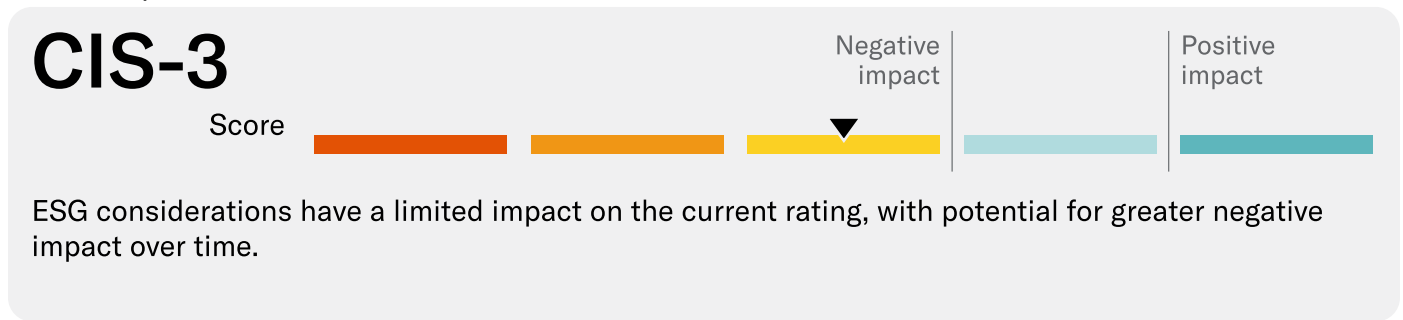 CIS-3
Negative
impact
Positive
impact
Score
ESG considerations have a limited impact on the current rating, with potential for greater negative
impact over time.